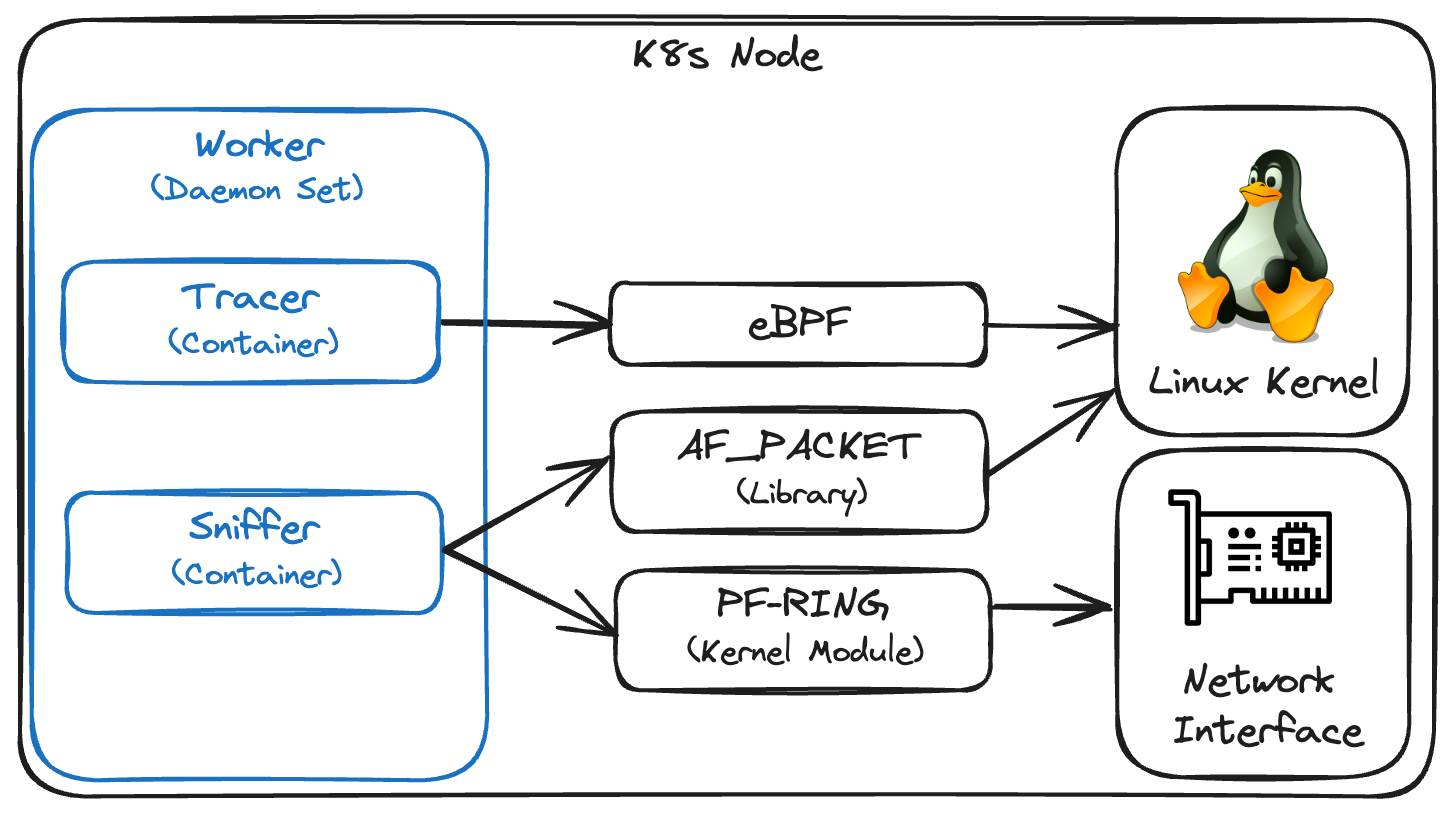 K8s Node
Worker
(Daemon Set)
Tracer
(Container)
Sniffer
(Container)
eBPF
AF_PACKET
(Library)
PF-RING
(Kernel Module)
Linux Kernel
Network
Interface